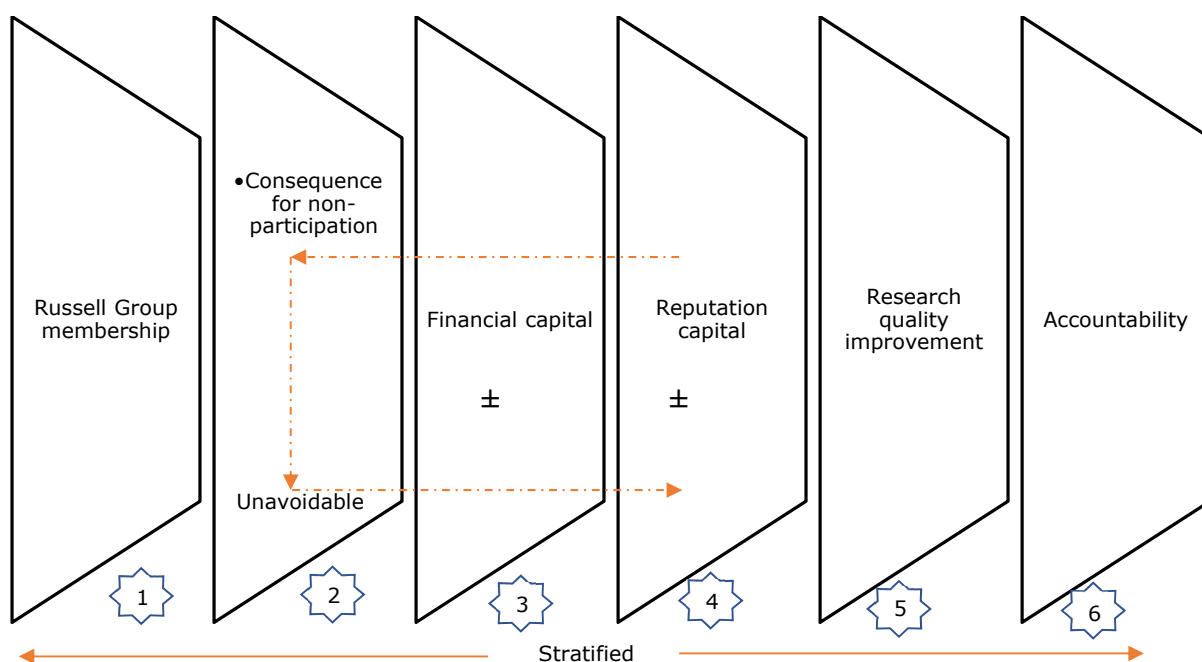 Russell Group
membership
•Consequence
for non-
participation
Unavoidable
Financial capital
±
Reputation
capital
±
Research
quality
improvement
Accountability
1
2
3
4
5
6
Stratified